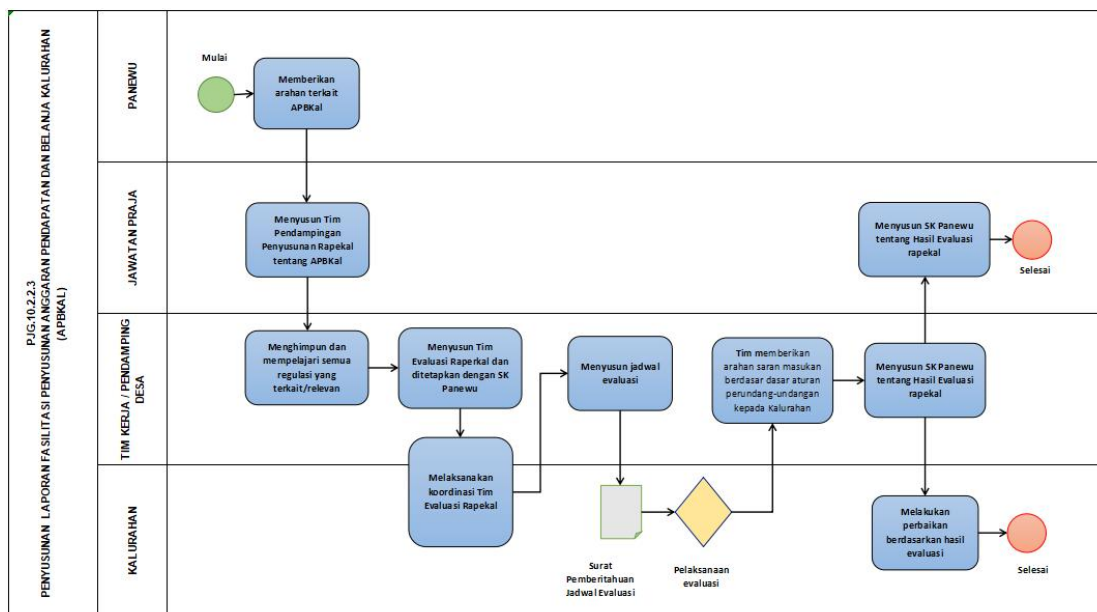 PJG.10.2.2.3
PENYUSUNAN LAPORAN FASILITASI PENYUSUNAN ANGGARAN PENDAPATAN DAN BELANJA KALURAHAN
(APBKAL)
PANEWU
Mulai
Memberikan
arahan terkait
APBKal
JAWATAN PRAJA
Menyusun Tim
Pendampingan
Penyusunan Rapekal
tentang APBKal
Menyusun SK Panewu
tentang Hasil Evaluasi
rapekal
Selesai
TIM KERJA / PENDAMPING
DESA
Menghimpun dan
mempelajari semua
regulasi yang
terkait/relevan
Menyusun Tim
Evaluasi Raperkal dan
ditetapkan dengan SK
Panewu
Menyusun jadwal
evaluasi
Tim memberikan
arahan saran masukan
berdasar dasar aturan
perundang-undangan
kepada Kalurahan
Menyusun SK Panewu
tentang Hasil Evaluasi
rapekal
KALURAHAN
Melaksanakan
koordinasi Tim
Evaluasi Rapekal
Surat
Pemberitahuan
Jadwal Evaluasi
Pelaksanaan
evaluasi
Melakukan
perbaikan
berdasarkan hasil
evaluasi
Selesai